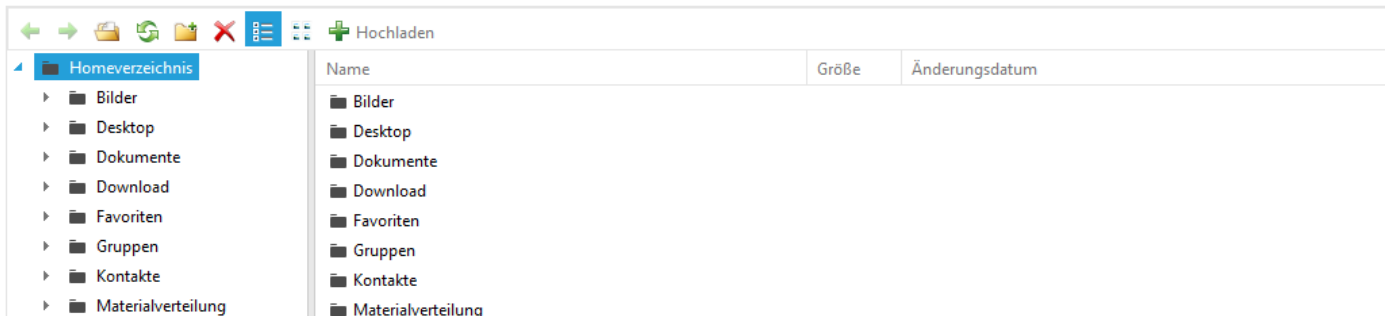 Hochladen
Homeverzeichnis
Bilder
Desktop
Dokumente
Download
Favoriten
Gruppen
Kontakte
Materialverteilung
Name Größe Änderungsdatum
Bilder
Desktop
Dokumente
Download
Favoriten
Gruppen
Kontakte
Materialverteilung